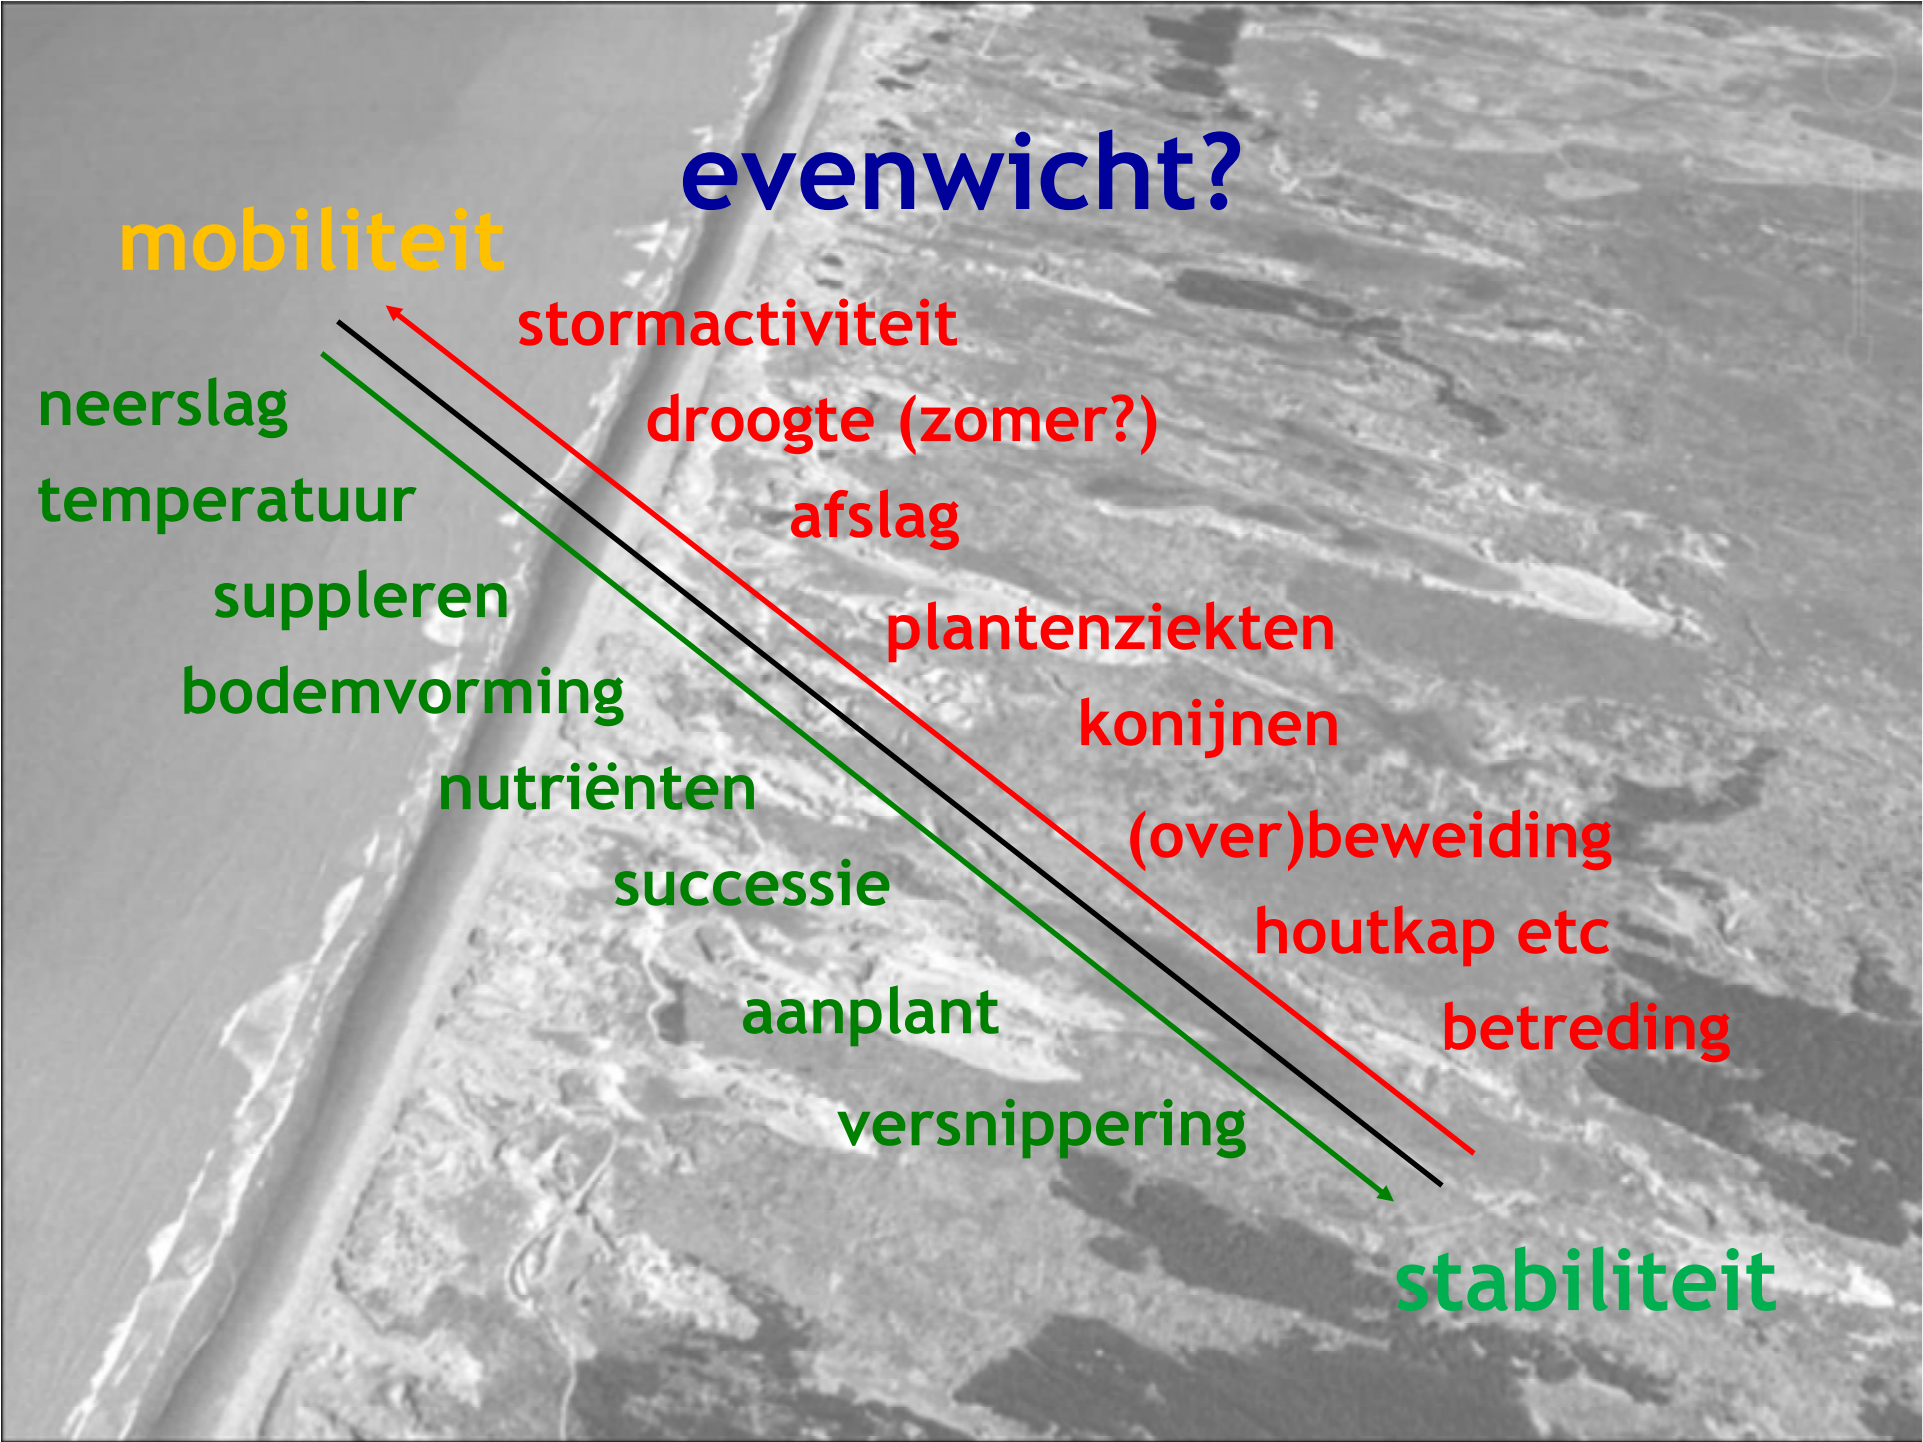 evenwicht?
mobiliteit
stormactiviteit
neerslag
droogte (zomer?)
temperatuur
afslag
suppleren
plantenziekten
bodemvorming
konijnen
nutriënten
(over)beweiding
successie
houtkap etc
aanplant
betreding
versnippering
stabiliteit